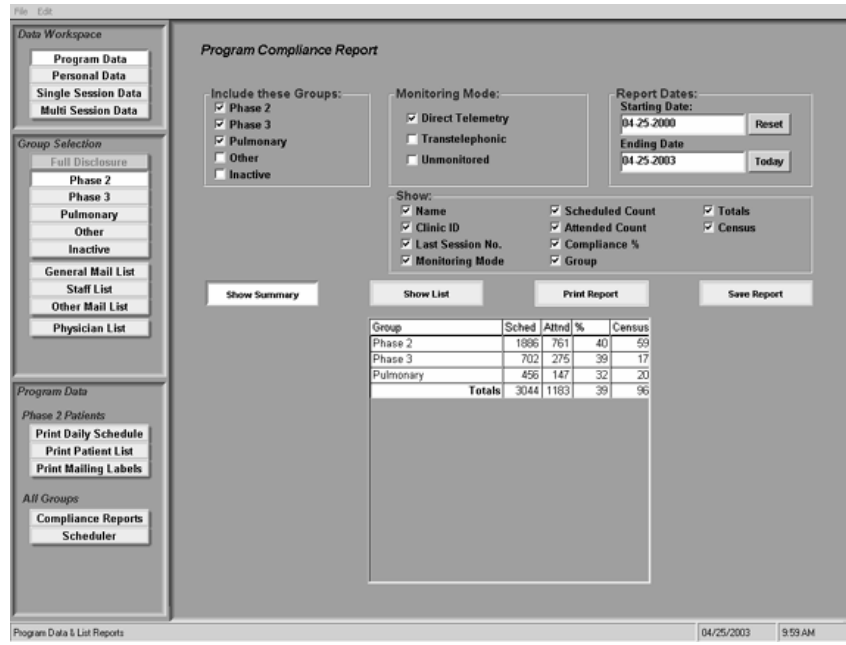 File Edit
Data Workspace
Program Data
Personal Data
Single Session Data
Multi Session Data
Group Selection
Full Disclosure
Phase 2
Phase 3
Pulmonary
Other
Inactive
General Mail List
Staff List
Other Mail List
Physician List
Program Data
Phase 2 Patients
Print Daily Schedule
Print Patient List
Print Mailing Labels
All Groups
Compliance Reports
Scheduler
Program Compliance Report
Include these Groups:
Phase 2
Phase 3
Pulmonary
Other
Inactive
Monitoring Mode:
Direct Telemetry
Transtelephonic
Unmonitored
Report Dates:
Starting Date:
04-25-2000 Reset
Ending Date
04-25-2003 Today
Show:
Name Scheduled Count Totals
Clinic ID Attended Count Census
Last Session No. Compliance %
Monitoring Mode Group
Show Summary Show List Print Report Save Report
Group Sched Attnd % Census
Phase 2 1886 761 40 59
Phase 3 702 275 39 17
Pulmonary 456 147 32 20
Totals 3044 1183 39 96
Program Data & List Reports 04/25/2003 9:59 AM